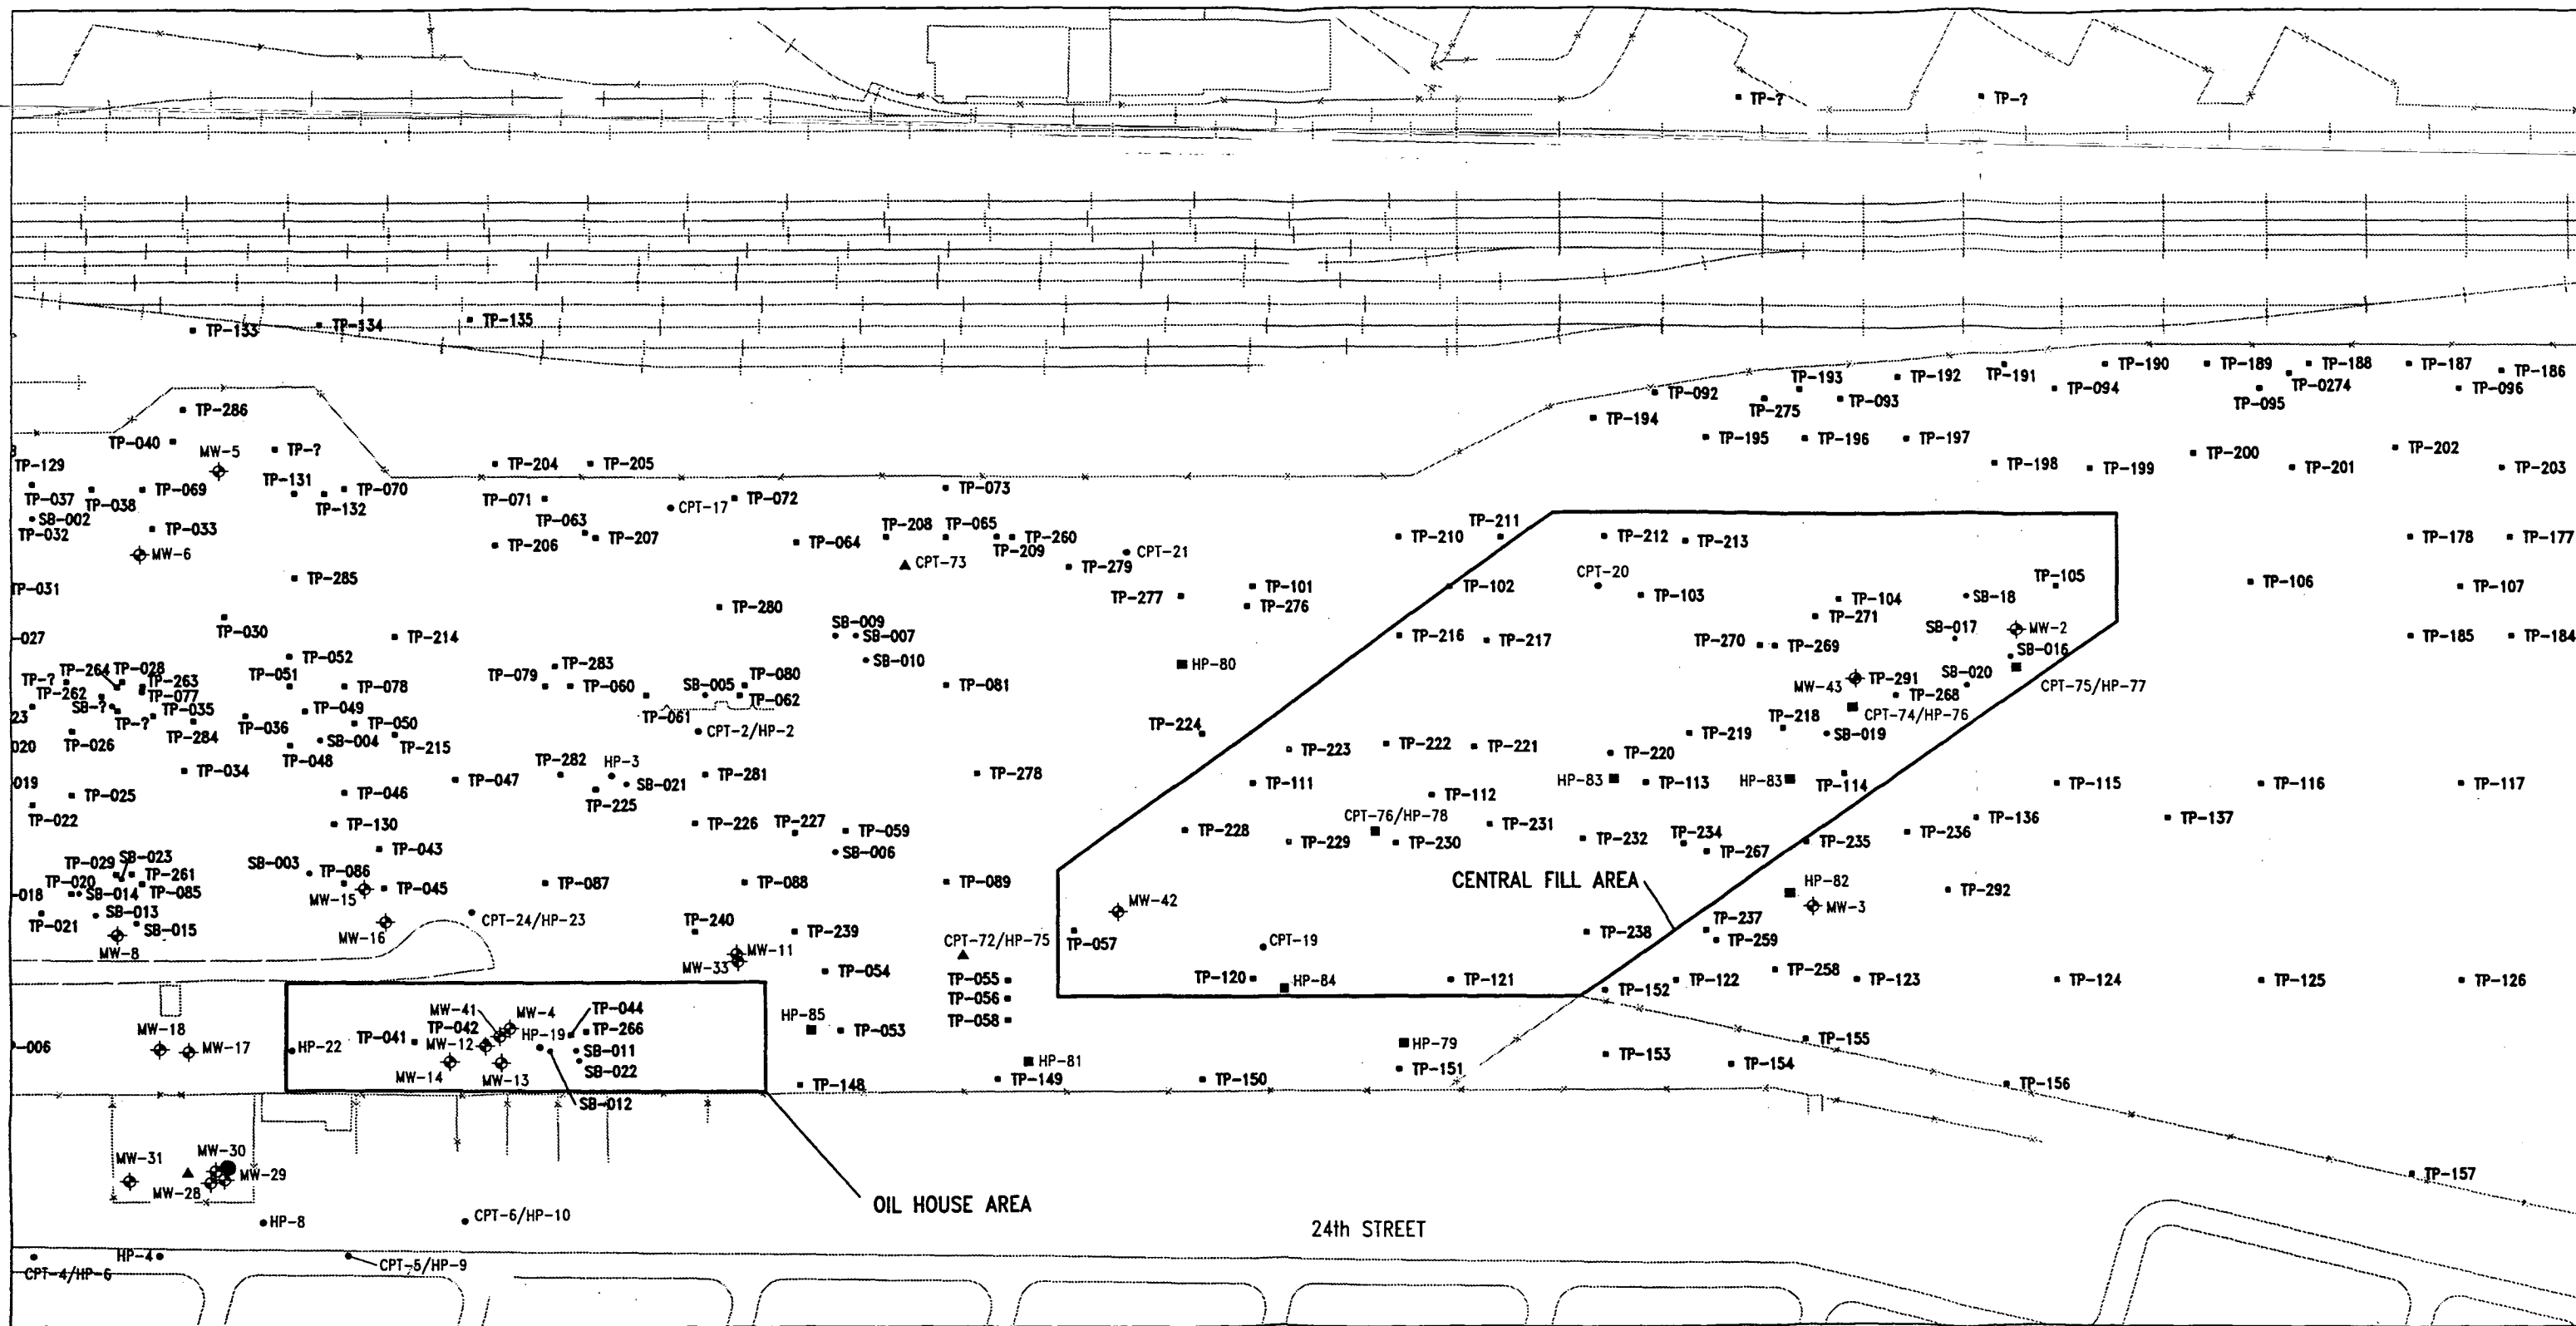 TP-? TP-?
TP-133 TP-134 TP-135
TP-190 TP-189 TP-188 TP-187 TP-186
TP-193 TP-192 TP-191 TP-094 TP-0274 TP-096
TP-092 TP-275 TP-093 TP-095
TP-286 TP-194
TP-040 MW-5 TP-? TP-195 TP-196 TP-197
TP-129 TP-204 TP-205 TP-198 TP-199 TP-200 TP-201 TP-202 TP-203
TP-037 TP-038 TP-069 TP-131 TP-070 TP-132 TP-071 CPT-17 TP-072 TP-073
SB-002 TP-033 TP-063 TP-208 TP-065 TP-211
TP-032 MW-6 TP-206 TP-207 TP-064 TP-209 TP-260 TP-210 TP-212 TP-213 TP-178 TP-177
CPT-73 TP-279 CPT-21
TP-031 TP-285 TP-277 TP-101 TP-102 CPT-20 TP-103 TP-104 SB-18 TP-105 TP-106 TP-107
TP-280 TP-276 TP-271
TP-030 SB-009
-027 TP-214 SB-007 TP-216 TP-217 TP-270 TP-269 SB-017 MW-2 TP-185 TP-184
TP-052 SB-010 HP-80 SB-016
TP-264 TP-028 TP-051 TP-283 TP-080 SB-020
TP-? TP-262 TP-263 TP-077 TP-078 TP-079 TP-060 SB-005 TP-062 TP-081 MW-43 TP-291 TP-268 CPT-75/HP-77
SB-? TP-? TP-035 TP-049 TP-061 CPT-74/HP-76
23 TP-284 TP-036 TP-050 CPT-2/HP-2 TP-224 TP-218
020 TP-026 TP-048 SB-004 TP-215 TP-223 TP-222 TP-221 TP-220 TP-219 SB-019
TP-034 TP-047 TP-282 HP-3 TP-281 TP-278
019 TP-025 TP-046 TP-225 SB-021 TP-111 TP-112 HP-83 TP-113 HP-83 TP-114 TP-115 TP-116 TP-117
TP-022 TP-130 TP-226 TP-227 TP-059 TP-228 CPT-76/HP-78 TP-231 TP-234 TP-236 TP-136 TP-137
TP-043 SB-006 TP-229 TP-230 TP-232 TP-267 TP-235
TP-029 SB-023 SB-003
-018 TP-020 SB-014 TP-261 TP-085 TP-086 MW-15 TP-045 TP-087 TP-088 TP-089 CENTRAL FILL AREA HP-82 TP-292
TP-021 SB-013 SB-015 CPT-24/HP-23 MW-42 MW-3
MW-8 MW-16 TP-240 TP-239 CPT-72/HP-75 TP-057 CPT-19 TP-238 TP-237 TP-259
MW-11
MW-33 TP-054 TP-055 TP-120 HP-84 TP-121 TP-122 TP-258 TP-123 TP-124 TP-125 TP-126
TP-056 TP-152
MW-41 MW-4 TP-044 HP-85 TP-058
MW-18 TP-041 TP-042 HP-19 TP-266 TP-053 TP-155
-006 MW-17 HP-22 MW-12 SB-011 HP-79 TP-153
MW-14 MW-13 SB-022 HP-81 TP-151 TP-154
SB-012 TP-148 TP-149 TP-150 TP-156
MW-31 MW-30
MW-28 MW-29 TP-157
OIL HOUSE AREA
HP-8 CPT-6/HP-10 24th STREET
HP-4 CPT-5/HP-9
CPT-4/HP-6